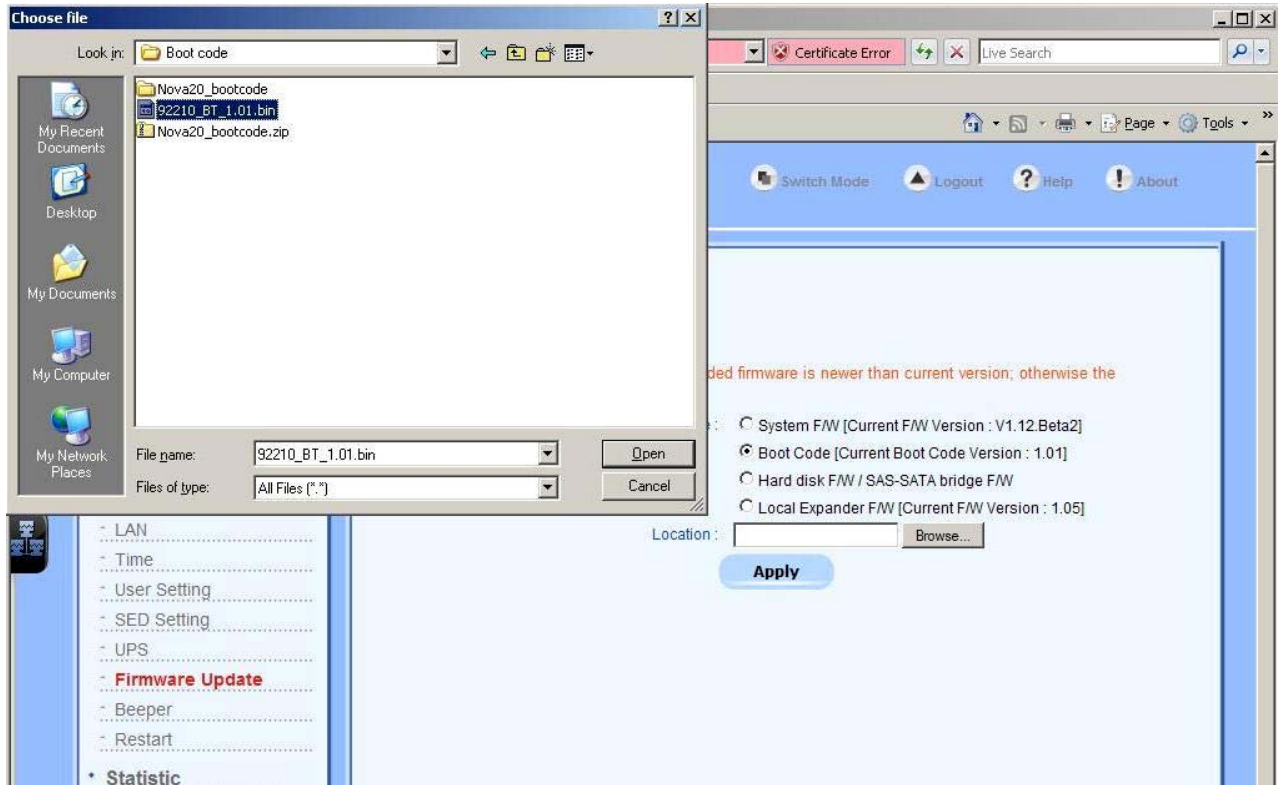 Choose file
Look in:
Boot code
My Recent Documents
Desktop
My Documents
My Computer
My Network Places
Nova20_bootcode
92210_BT_1.01.bin
Nova20_bootcode.zip
File name:
92210_BT_1.01.bin
Open
Files of type:
All Files (*.*)
Cancel
Certificate Error
Live Search
Page
Tools
»
Switch Mode
Logout
Help
About
ded firmware is newer than current version; otherwise the
System F/W [Current F/W Version : V1.12.Beta2]
Boot Code [Current Boot Code Version : 1.01]
Hard disk F/W / SAS-SATA bridge F/W
Local Expander F/W [Current F/W Version : 1.05]
Location :
Browse...
Apply
- LAN
- Time
- User Setting
- SED Setting
- UPS
- Firmware Update
- Beeper
- Restart
• Statistic